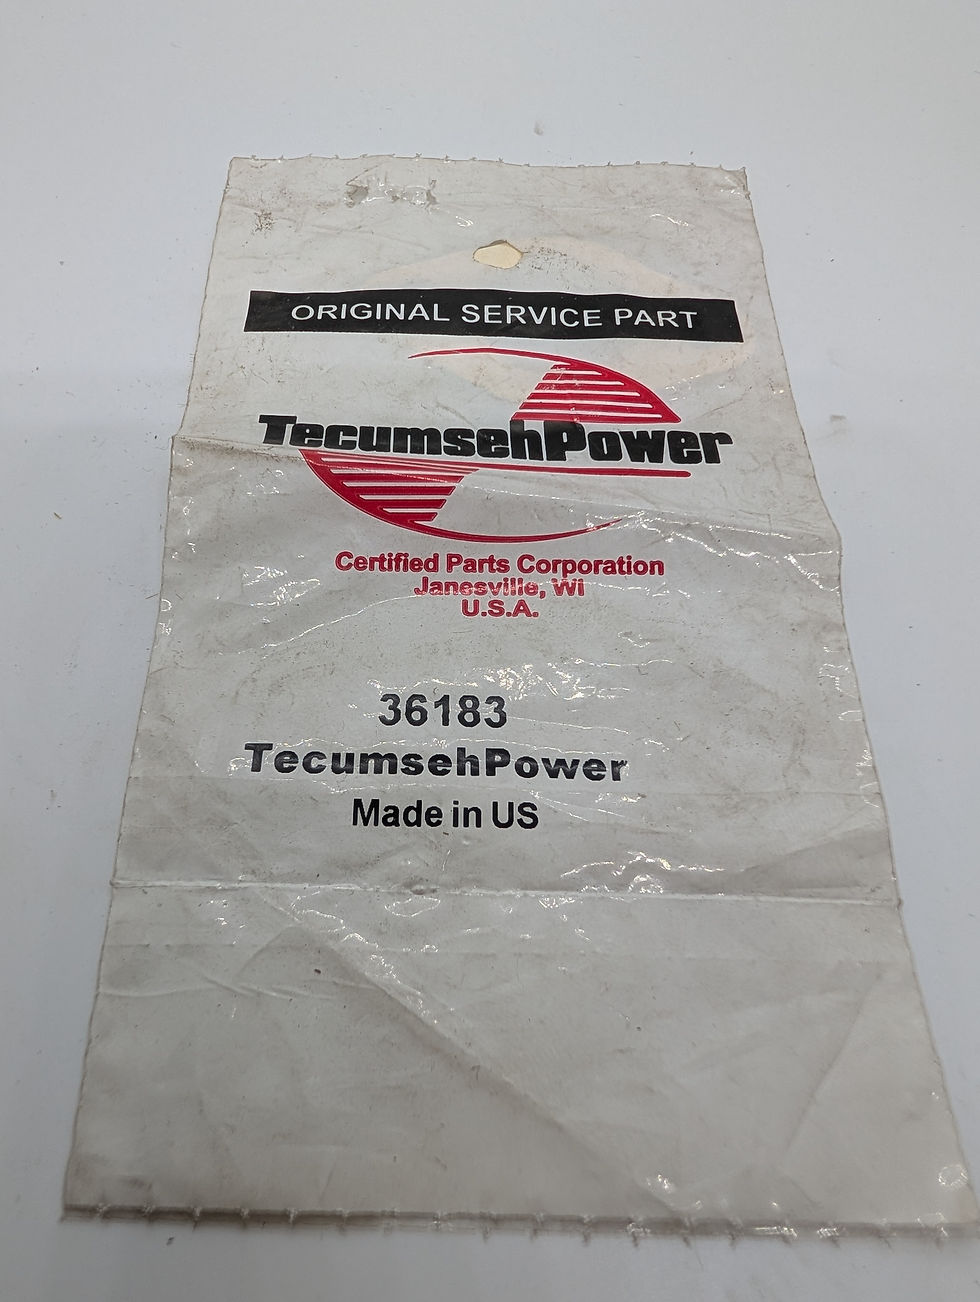 ORIGINAL SERVICE PART
TecumsehPower
Certified Parts Corporation
Janesville, WI
U.S.A.
36183
TecumsehPower
Made in US